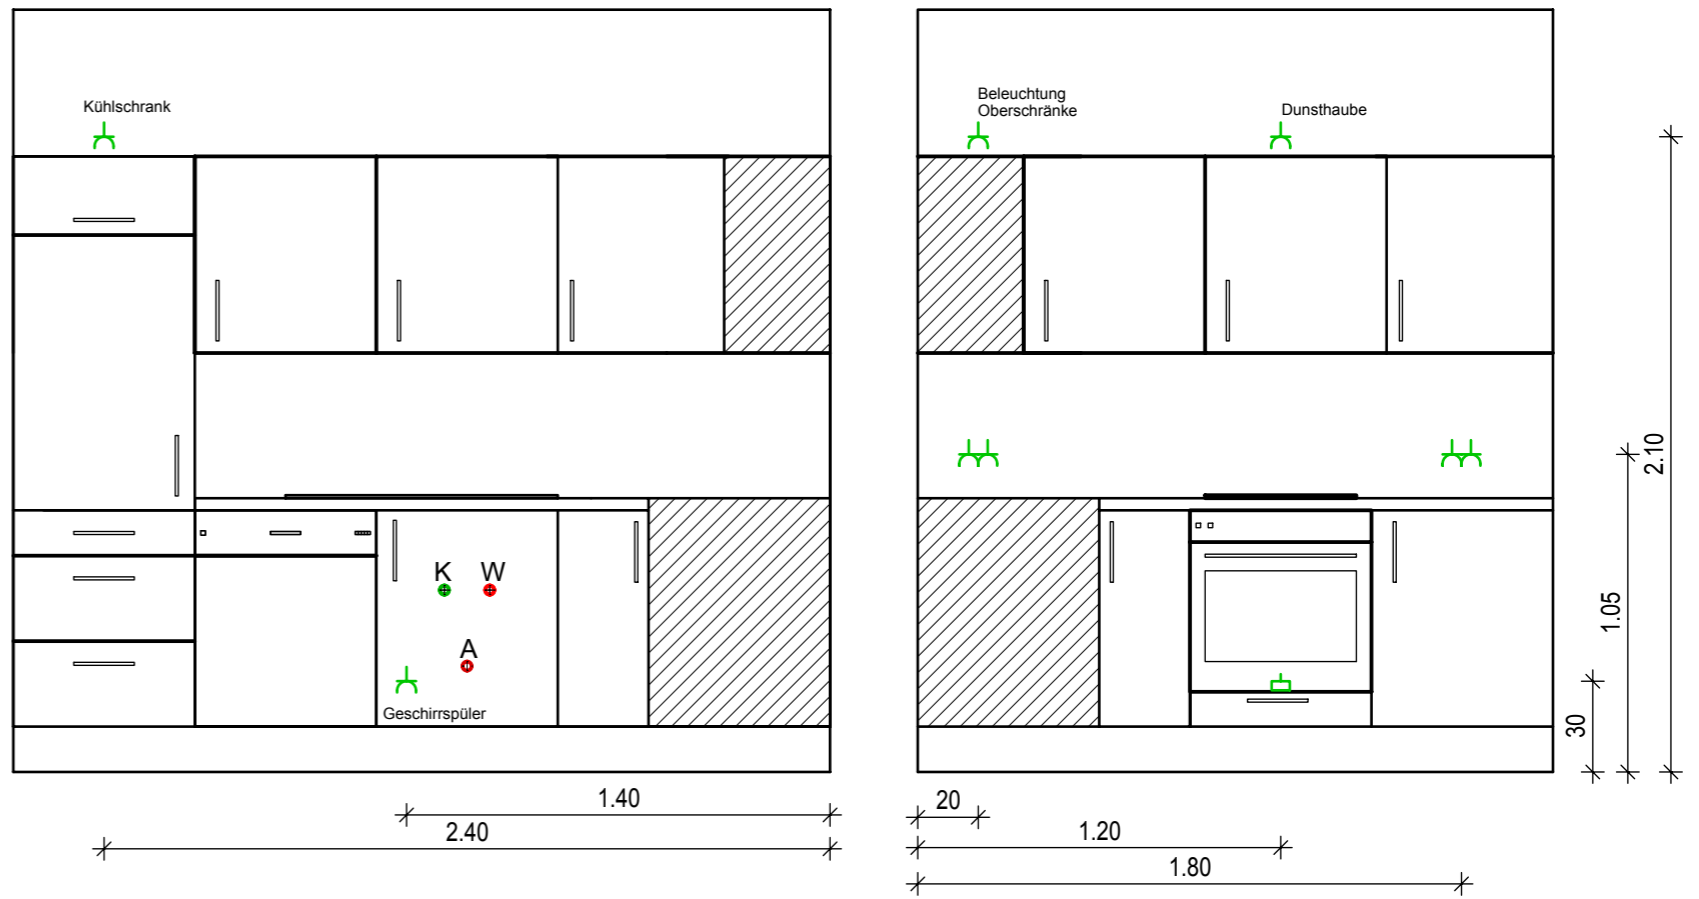 Kühlschrank
K W
A
Geschirrspüler
1.40
2.40
Beleuchtung
Oberschränke
Dunsthaube
2.10
1.05
30
20
1.20
1.80